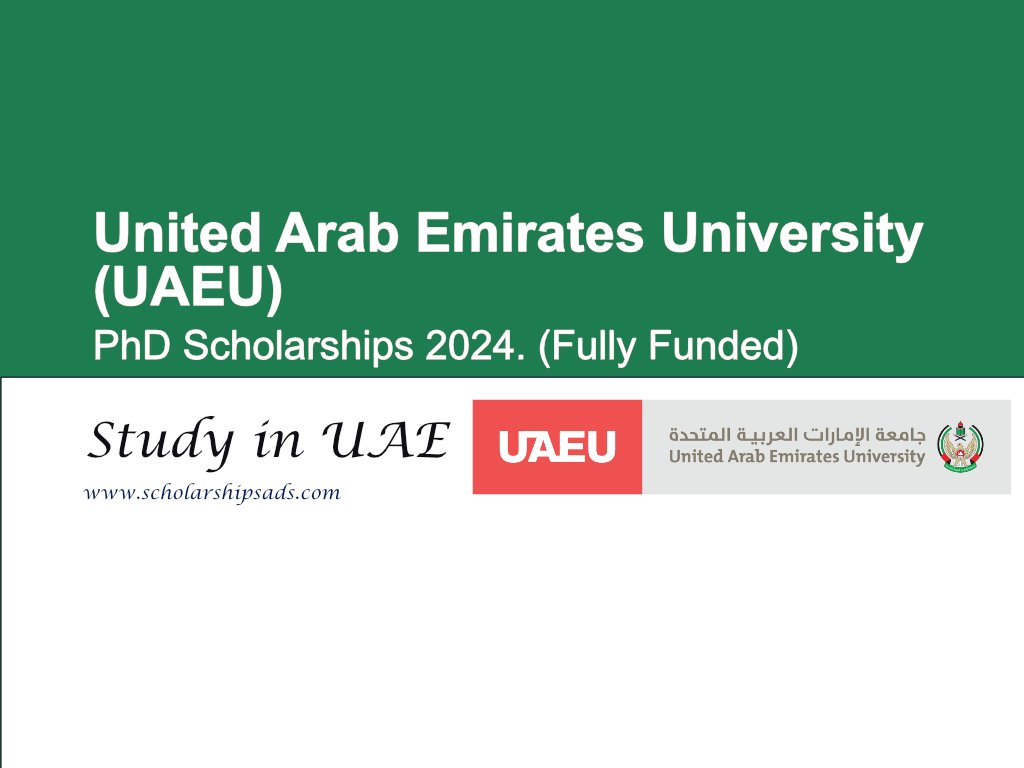 United Arab Emirates University
(UAEU)
PhD Scholarships 2024. (Fully Funded)
Study in UAE
www.scholarshipsads.com
UAEU
جامعة الإمارات العربية المتحدة
United Arab Emirates University